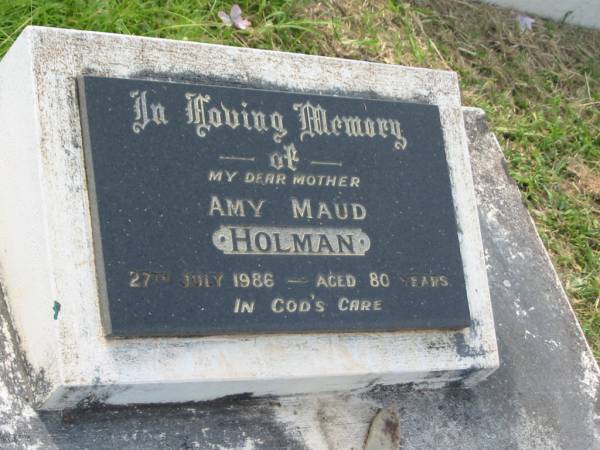 In Loving Memory
— of —
MY DEAR MOTHER
AMY MAUD
·HOLMAN·
27TH JULY 1986 — AGED 80 YEARS
IN GOD'S CARE